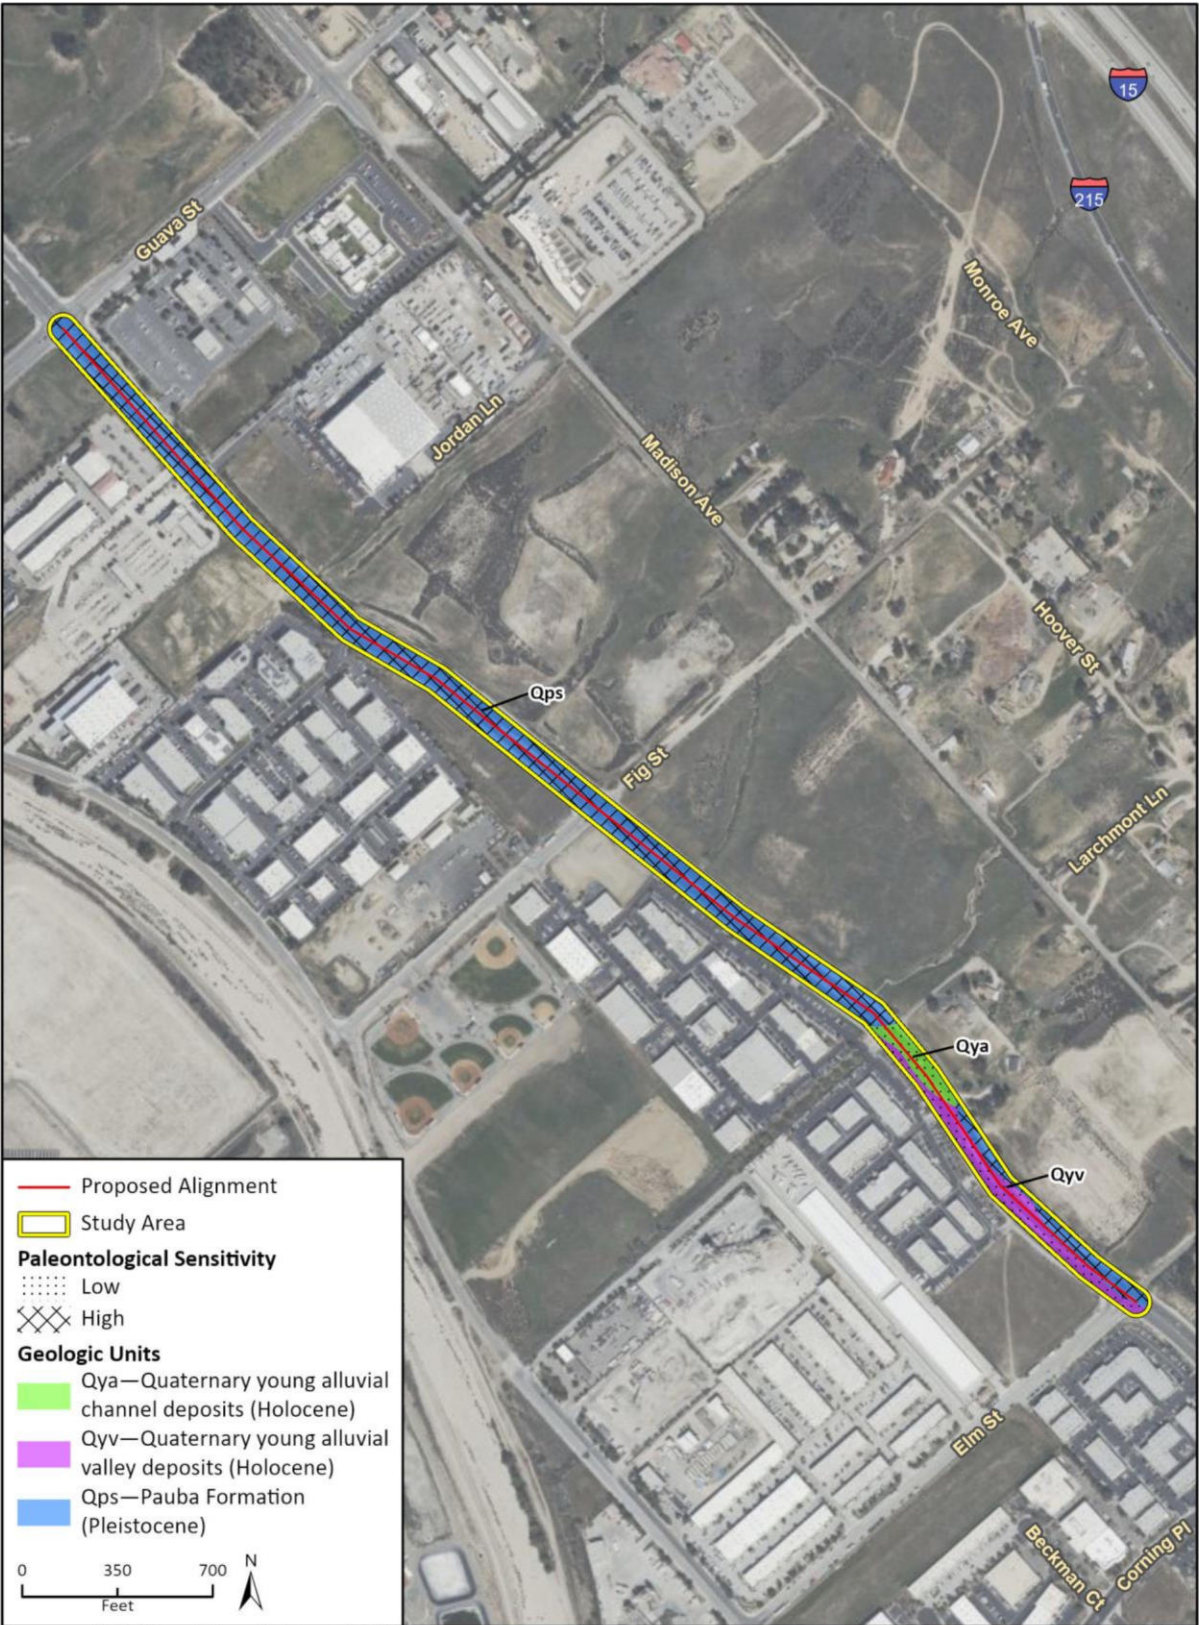 15
215
Guava St
Monroe Ave
Jordan Ln
Madison Ave
Hoover St
Qps
Fig St
Larchmont Ln
Qya
Qyv
Elm St
Beckman Ct
Corning Pl
Proposed Alignment
Study Area
Paleontological Sensitivity
Low
High
Geologic Units
Qya—Quaternary young alluvial
channel deposits (Holocene)
Qyv—Quaternary young alluvial
valley deposits (Holocene)
Qps—Pauba Formation
(Pleistocene)
0 350 700
Feet
N